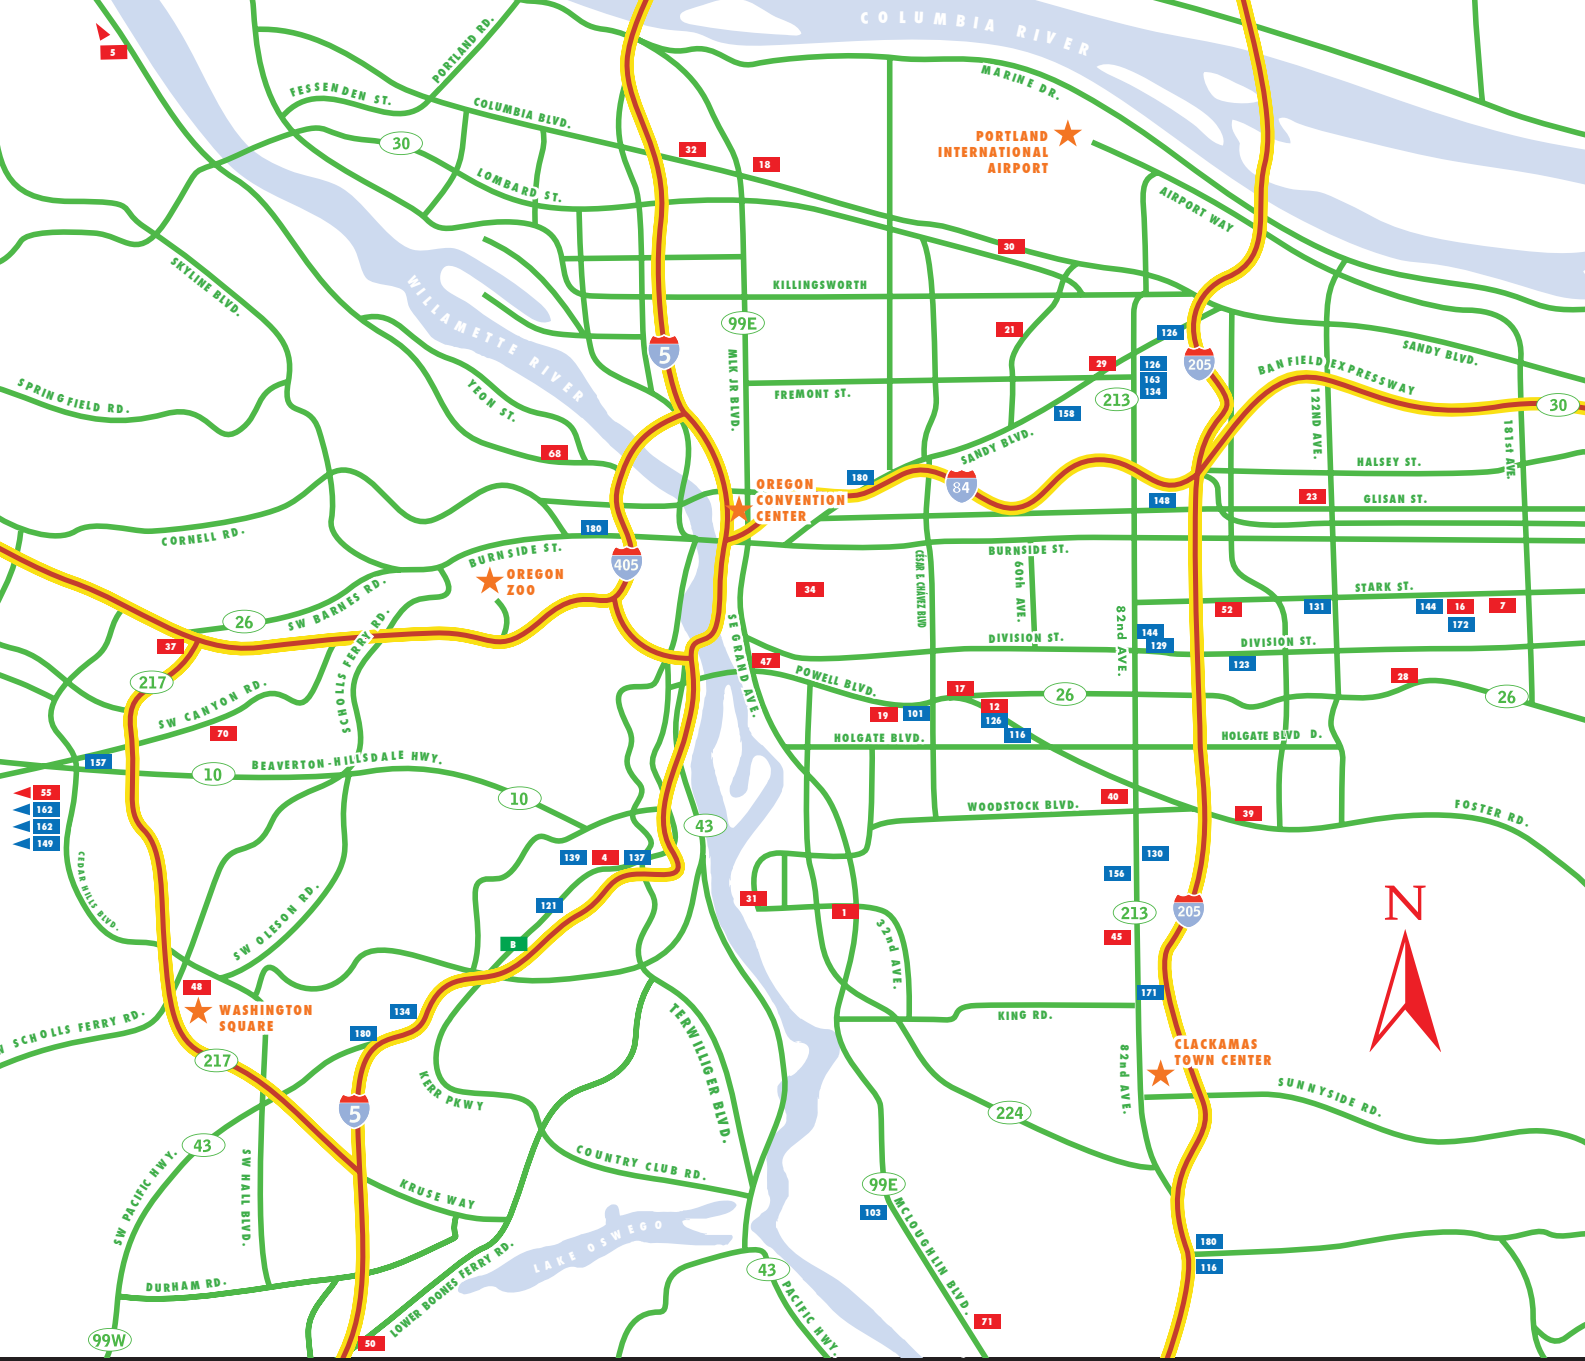 COLUMBIA RIVER
5
PORTLAND RD.
FESSENDEN ST.
COLUMBIA BLVD.
MARINE DR.
30
PORTLAND
INTERNATIONAL
AIRPORT
32
18
LOMBARD ST.
AIRPORT WAY
30
SKYLINE BLVD.
WILLAMETTE RIVER
KILLINGSWORTH
99E
21
126
5
MLK JR BLVD.
29
126
163
134
205
BANFIELD EXPRESSWAY
SANDY BLVD.
SPRINGFIELD RD.
YEON ST.
FREMONT ST.
213
158
122ND AVE.
30
181st AVE.
68
SANDY BLVD.
HALSEY ST.
180
84
OREGON
CONVENTION
CENTER
148
23
GLISAN ST.
CORNELL RD.
180
BURNSIDE ST.
405
OREGON
ZOO
CÉSAR E. CHÁVEZ BLVD
BURNSIDE ST.
60th AVE.
34
STARK ST.
SW BARNES RD.
26
82nd AVE.
52
131
144
16
7
172
37
SCHOLLS FERRY RD.
SE GRAND AVE.
DIVISION ST.
144
129
DIVISION ST.
123
47
217
SW CANYON RD.
POWELL BLVD.
17
26
28
26
19
101
12
126
116
70
HOLGATE BLVD.
HOLGATE BLVD D.
157
10
BEAVERTON-HILLSDALE HWY.
55
162
162
149
10
WOODSTOCK BLVD.
40
39
FOSTER RD.
43
CEDAR HILLS BLVD.
139
4
137
130
156
121
31
1
213
205
N
SW OLESON RD.
8
32nd AVE.
45
48
WASHINGTON
SQUARE
134
171
N SCHOLLS FERRY RD.
180
TERWILLIGER BLVD.
KING RD.
217
CLACKAMAS
TOWN CENTER
82nd AVE.
KERR PKWY
5
224
SUNNYSIDE RD.
43
SW PACIFIC HWY.
SW HALL BLVD.
COUNTRY CLUB RD.
KRUSE WAY
99E
103
MCLOUGHLIN BLVD.
LAKE OSWEGO
180
116
DURHAM RD.
LOWER BOONES FERRY RD.
43
PACIFIC HWY.
71
99W
50